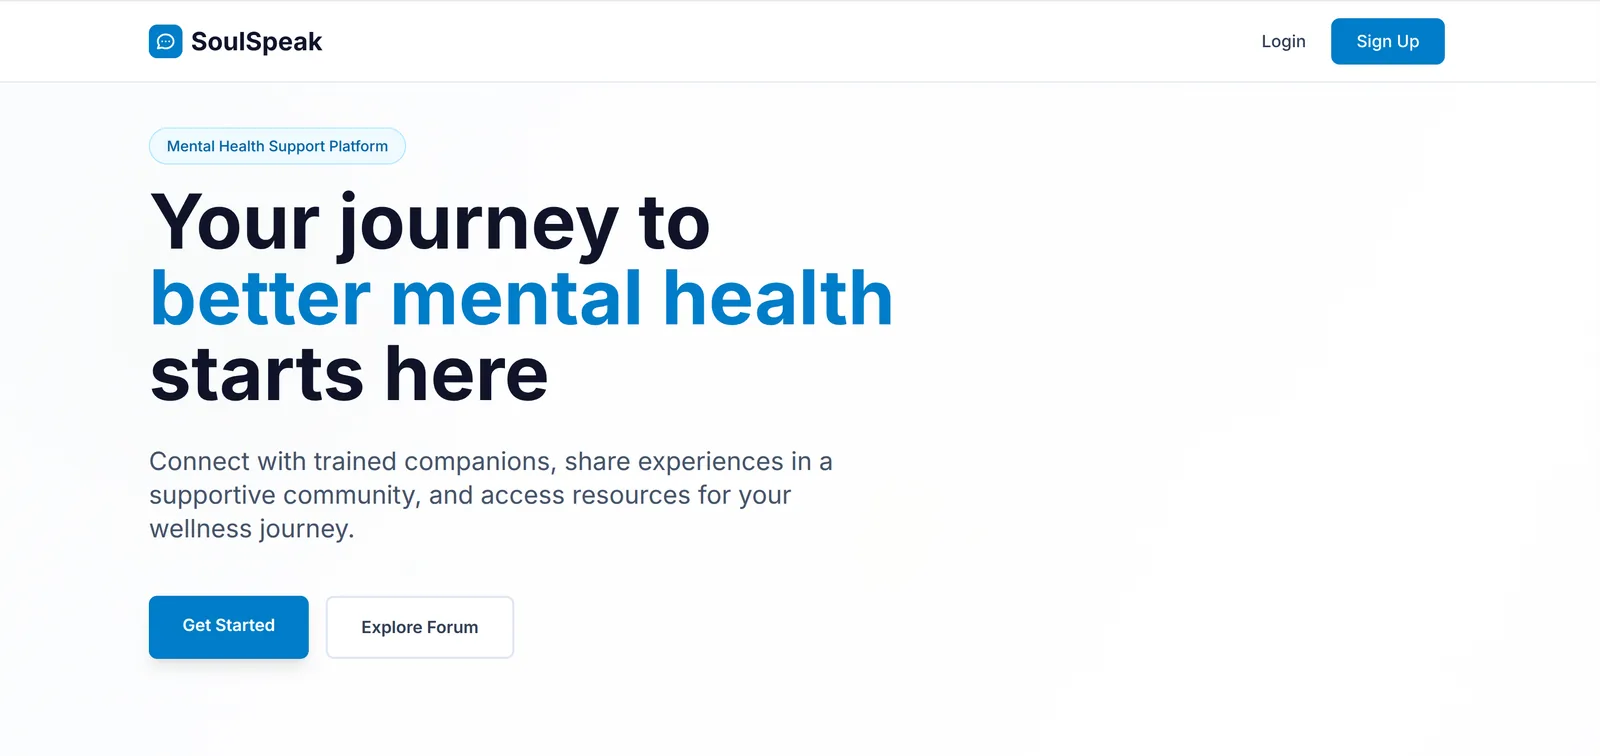 SoulSpeak
Login
Sign Up
Mental Health Support Platform
Your journey to
better mental health
starts here
Connect with trained companions, share experiences in a
supportive community, and access resources for your
wellness journey.
Get Started
Explore Forum